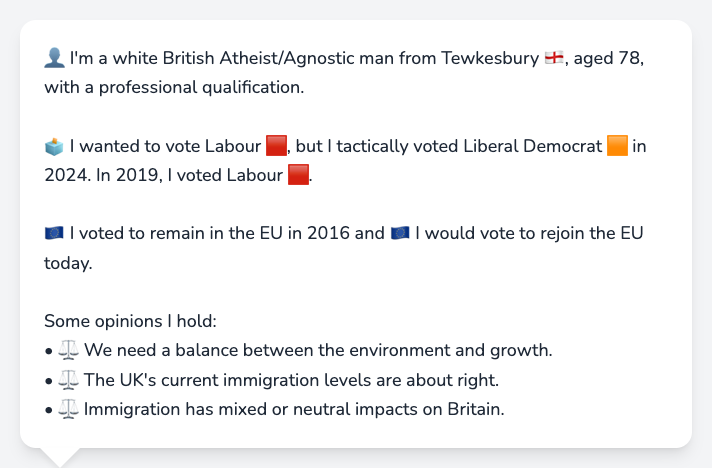 👤 I'm a white British Atheist/Agnostic man from Tewkesbury 🏴󠁧󠁢󠁥󠁮󠁧󠁿, aged 78,
with a professional qualification.
🗳️ I wanted to vote Labour 🟥, but I tactically voted Liberal Democrat 🟧 in
2024. In 2019, I voted Labour 🟥.
🇪🇺 I voted to remain in the EU in 2016 and 🇪🇺 I would vote to rejoin the EU
today.
Some opinions I hold:
• ⚖️ We need a balance between the environment and growth.
• ⚖️ The UK's current immigration levels are about right.
• ⚖️ Immigration has mixed or neutral impacts on Britain.